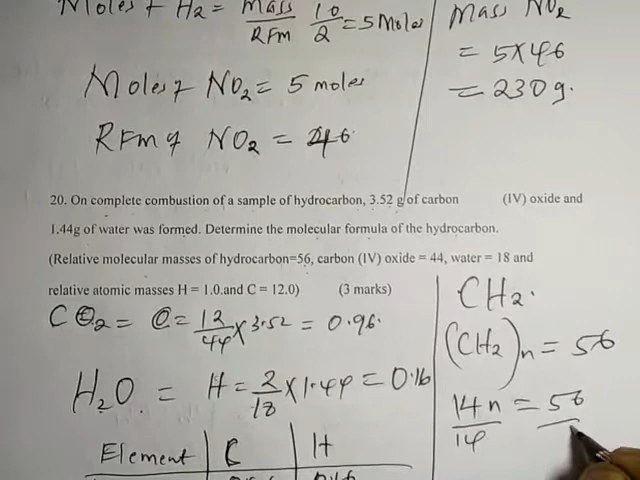 Moles of H2 = Mass/RFM 10/2 = 5 Moles
Moles of NO2 = 5 moles
RFM of NO2 = 46
Mass NO2
= 5 x 46
= 230g.
20. On complete combustion of a sample of hydrocarbon, 3.52 g of carbon (IV) oxide and
1.44g of water was formed. Determine the molecular formula of the hydrocarbon.
(Relative molecular masses of hydrocarbon=56, carbon (IV) oxide = 44, water = 18 and
relative atomic masses H = 1.0.and C = 12.0) (3 marks)
CO2 = C = 12/44 x 3.52 = 0.96.
H2O = H = 2/18 x 1.44 = 0.16
Element | C | H
CH2.
(CH2)n = 56
14n = 56
14